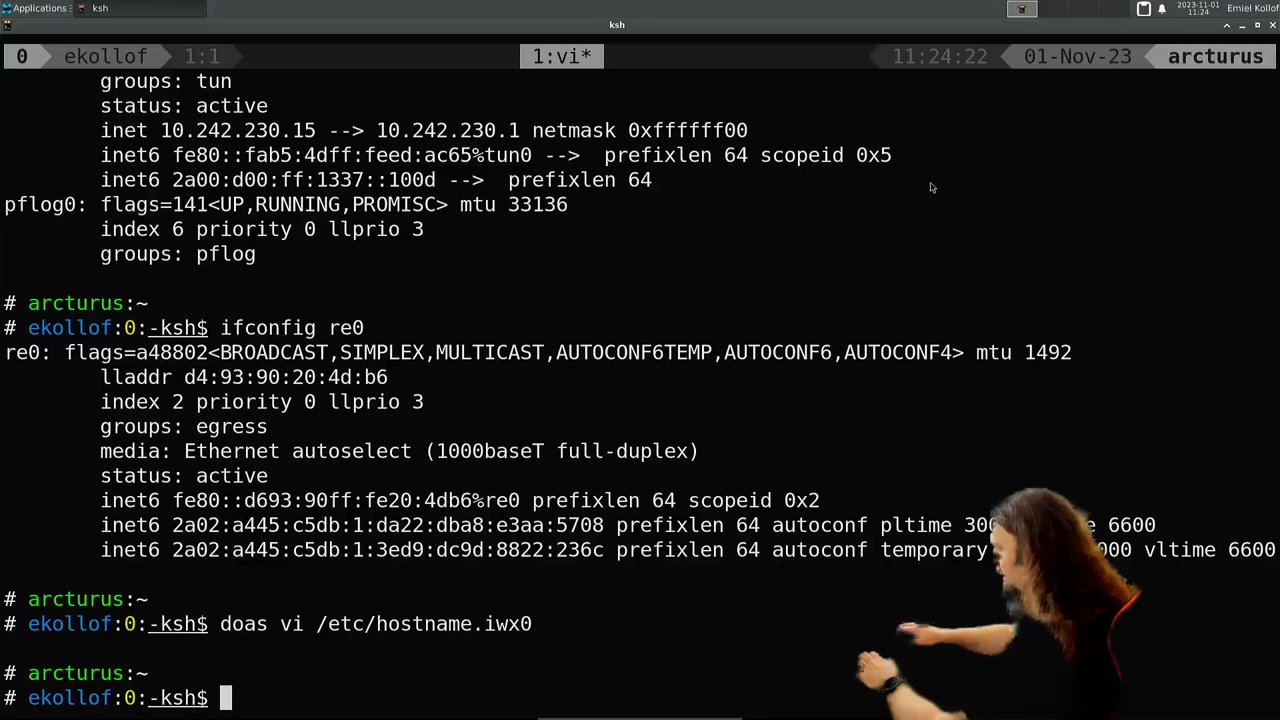 Applications ksh 2023-11-01 11:24 Emiel Kollof
ksh
0 ekollof 1:1 1:vi* 11:24:22 01-Nov-23 arcturus
groups: tun
status: active
inet 10.242.230.15 --> 10.242.230.1 netmask 0xffffff00
inet6 fe80::fab5:4dff:feed:ac65%tun0 --> prefixlen 64 scopeid 0x5
inet6 2a00:d00:ff:1337::100d --> prefixlen 64
pflog0: flags=141<UP,RUNNING,PROMISC> mtu 33136
index 6 priority 0 llprio 3
groups: pflog
# arcturus:~
# ekollof:0:-ksh$ ifconfig re0
re0: flags=a48802<BROADCAST,SIMPLEX,MULTICAST,AUTOCONF6TEMP,AUTOCONF6,AUTOCONF4> mtu 1492
lladdr d4:93:90:20:4d:b6
index 2 priority 0 llprio 3
groups: egress
media: Ethernet autoselect (1000baseT full-duplex)
status: active
inet6 fe80::d693:90ff:fe20:4db6%re0 prefixlen 64 scopeid 0x2
inet6 2a02:a445:c5db:1:da22:dba8:e3aa:5708 prefixlen 64 autoconf pltime 6600
inet6 2a02:a445:c5db:1:3ed9:dc9d:8822:236c prefixlen 64 autoconf temporary vltime 6600
# arcturus:~
# ekollof:0:-ksh$ doas vi /etc/hostname.iwx0
# arcturus:~
# ekollof:0:-ksh$